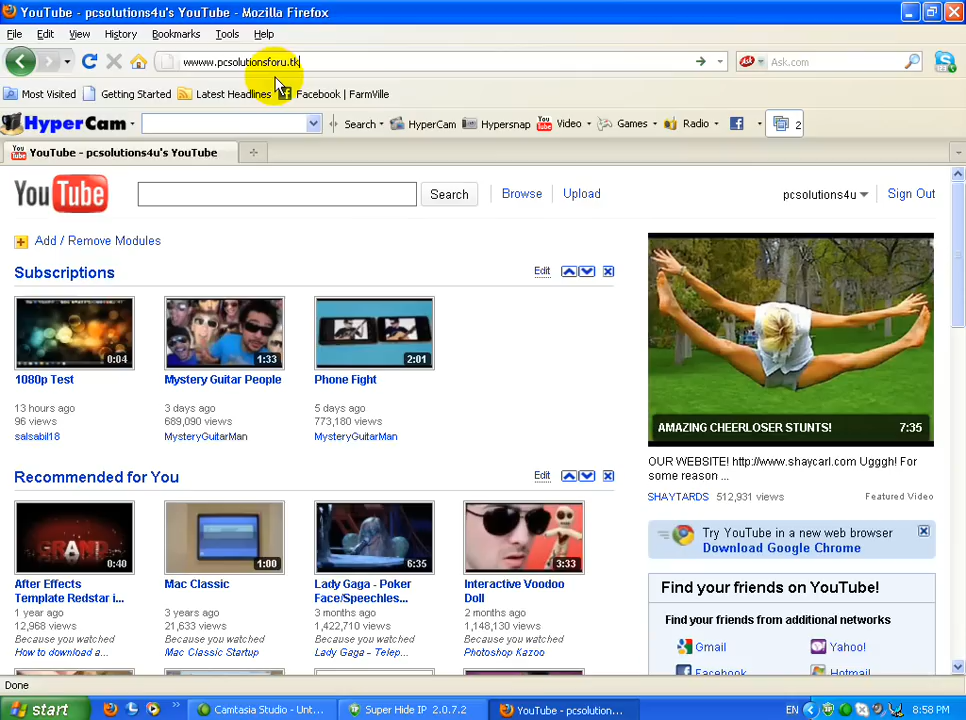 YouTube - pcsolutions4u's YouTube - Mozilla Firefox
File Edit View History Bookmarks Tools Help
wwww.pcsolutionsforu.tk
Ask.com
Most Visited Getting Started Latest Headlines Facebook | FarmVille
HyperCam Search HyperCam Hypersnap Video Games Radio 2
YouTube - pcsolutions4u's YouTube
YouTube Search Browse Upload pcsolutions4u Sign Out
Add / Remove Modules
Subscriptions Edit
0:04 1:33 2:01
1080p Test Mystery Guitar People Phone Fight
13 hours ago 3 days ago 5 days ago
96 views 689,090 views 773,180 views
salsabil18 MysteryGuitarMan MysteryGuitarMan
AMAZING CHEERLOSER STUNTS! 7:35
OUR WEBSITE! http://www.shaycarl.com Ugggh! For
some reason ...
SHAYTARDS 512,931 views Featured Video
Recommended for You Edit
GRAND
0:40 1:00 6:35 3:33
After Effects Mac Classic Lady Gaga - Poker Interactive Voodoo
Template Redstar i... Face/Speechles... Doll
1 year ago 3 years ago 3 months ago 2 months ago
12,968 views 21,633 views 1,422,710 views 1,148,130 views
Because you watched Because you watched Because you watched Because you watched
How to download a... Mac Classic Startup Lady Gaga - Telep... Photoshop Kazoo
Try YouTube in a new web browser
Download Google Chrome
Find your friends on YouTube!
Find your friends from additional networks
Gmail Yahoo!
Facebook Hotmail
Done
start Camtasia Studio - Unt... Super Hide IP 2.0.7.2 YouTube - pcsolution... EN 8:58 PM